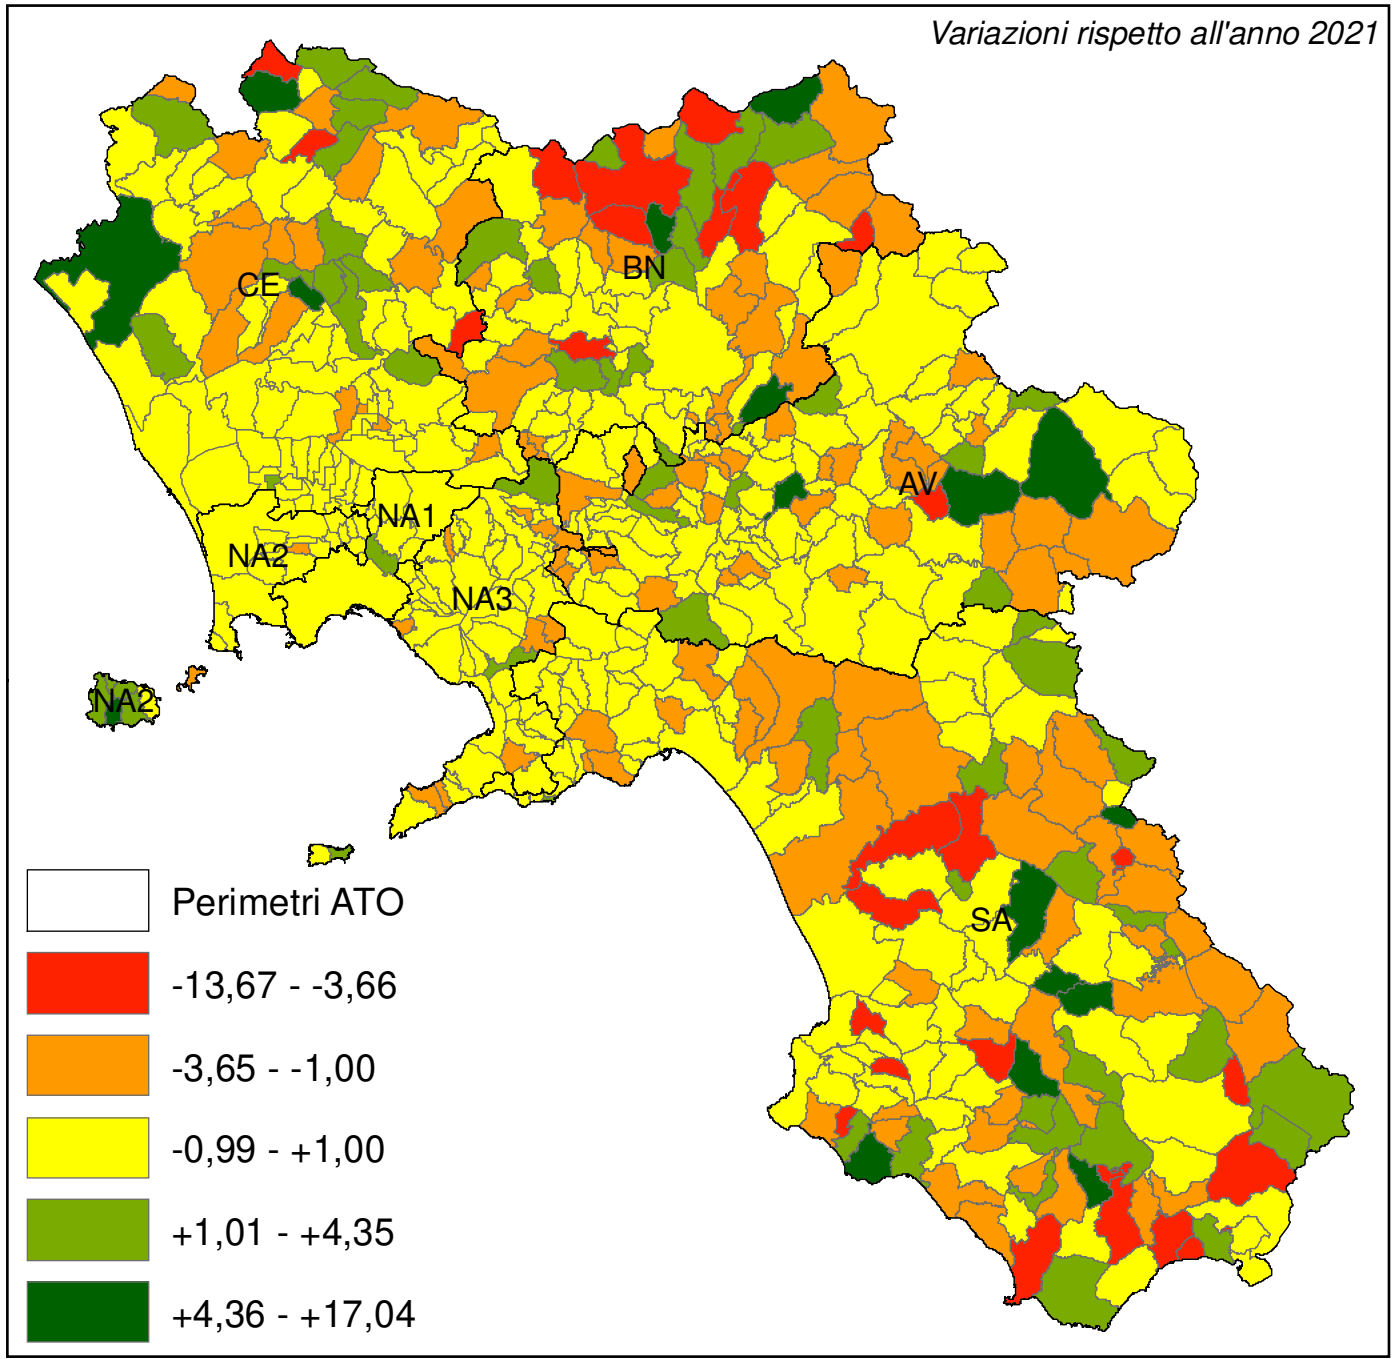 Variazioni rispetto all'anno 2021
CE
BN
AV
NA1
NA2
NA3
NA2
SA
Perimetri ATO
-13,67 - -3,66
-3,65 - -1,00
-0,99 - +1,00
+1,01 - +4,35
+4,36 - +17,04